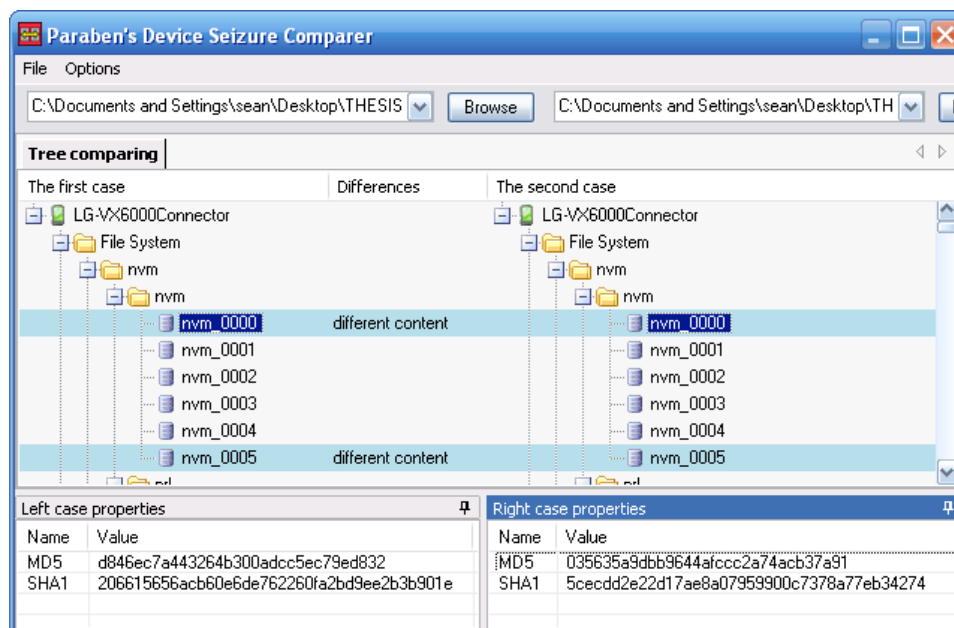 Paraben's Device Seizure Comparer
File Options
C:\Documents and Settings\sean\Desktop\THESIS Browse C:\Documents and Settings\sean\Desktop\TH
Tree comparing
The first case Differences The second case
LG-VX6000Connector LG-VX6000Connector
File System File System
nvm nvm
nvm nvm
nvm_0000 different content nvm_0000
nvm_0001 nvm_0001
nvm_0002 nvm_0002
nvm_0003 nvm_0003
nvm_0004 nvm_0004
nvm_0005 different content nvm_0005
Left case properties Right case properties
Name Value Name Value
MD5 d846ec7a443264b300adcc5ec79ed832 MD5 035635a9dbb9644afccc2a74acb37a91
SHA1 206615656acb60e6de762260fa2bd9ee2b3b901e SHA1 5cecdd2e22d17ae8a07959900c7378a77eb34274